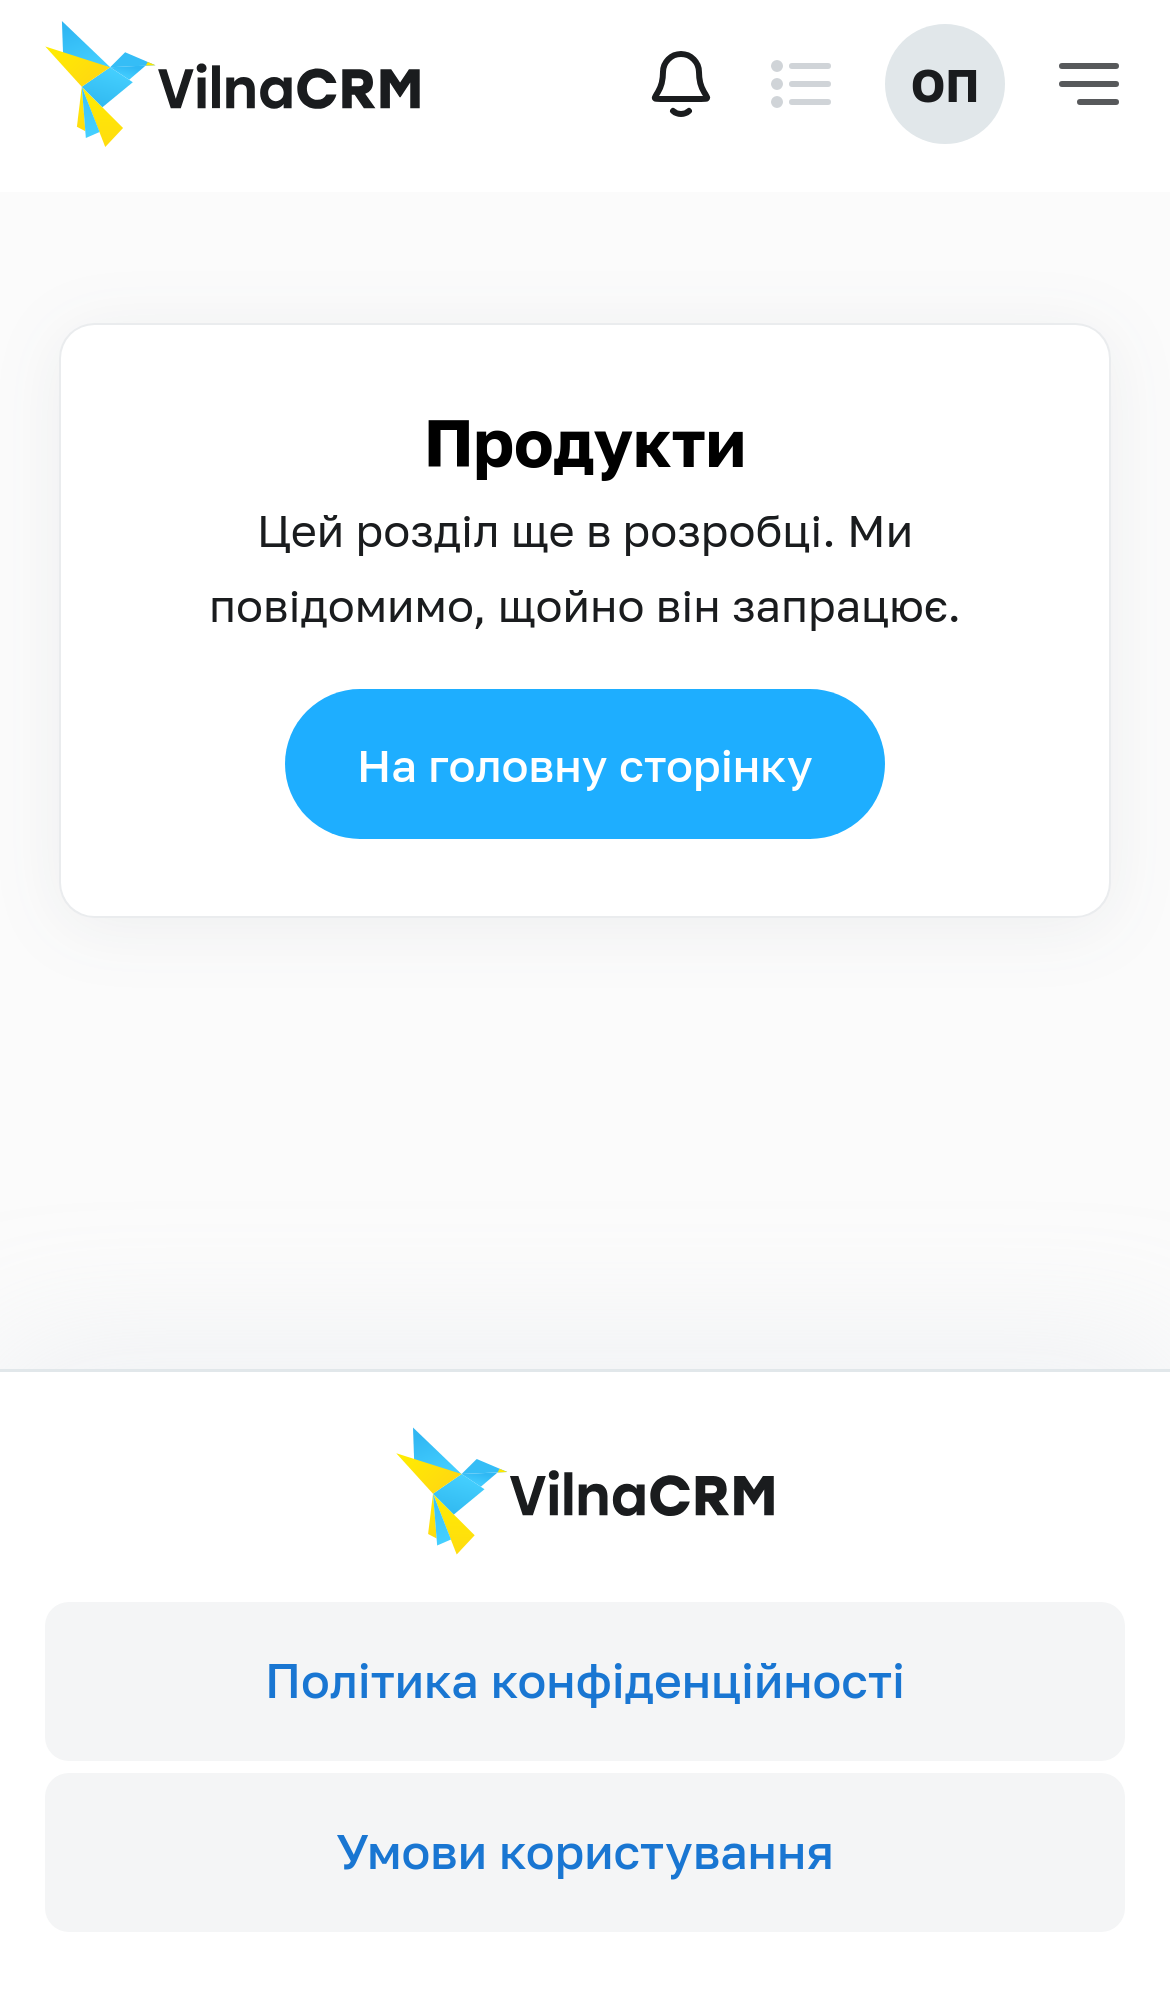 VilnaCRM
ОП
Продукти
Цей розділ ще в розробці. Ми
повідомимо, щойно він запрацює.
На головну сторінку
VilnaCRM
Політика конфіденційності
Умови користування